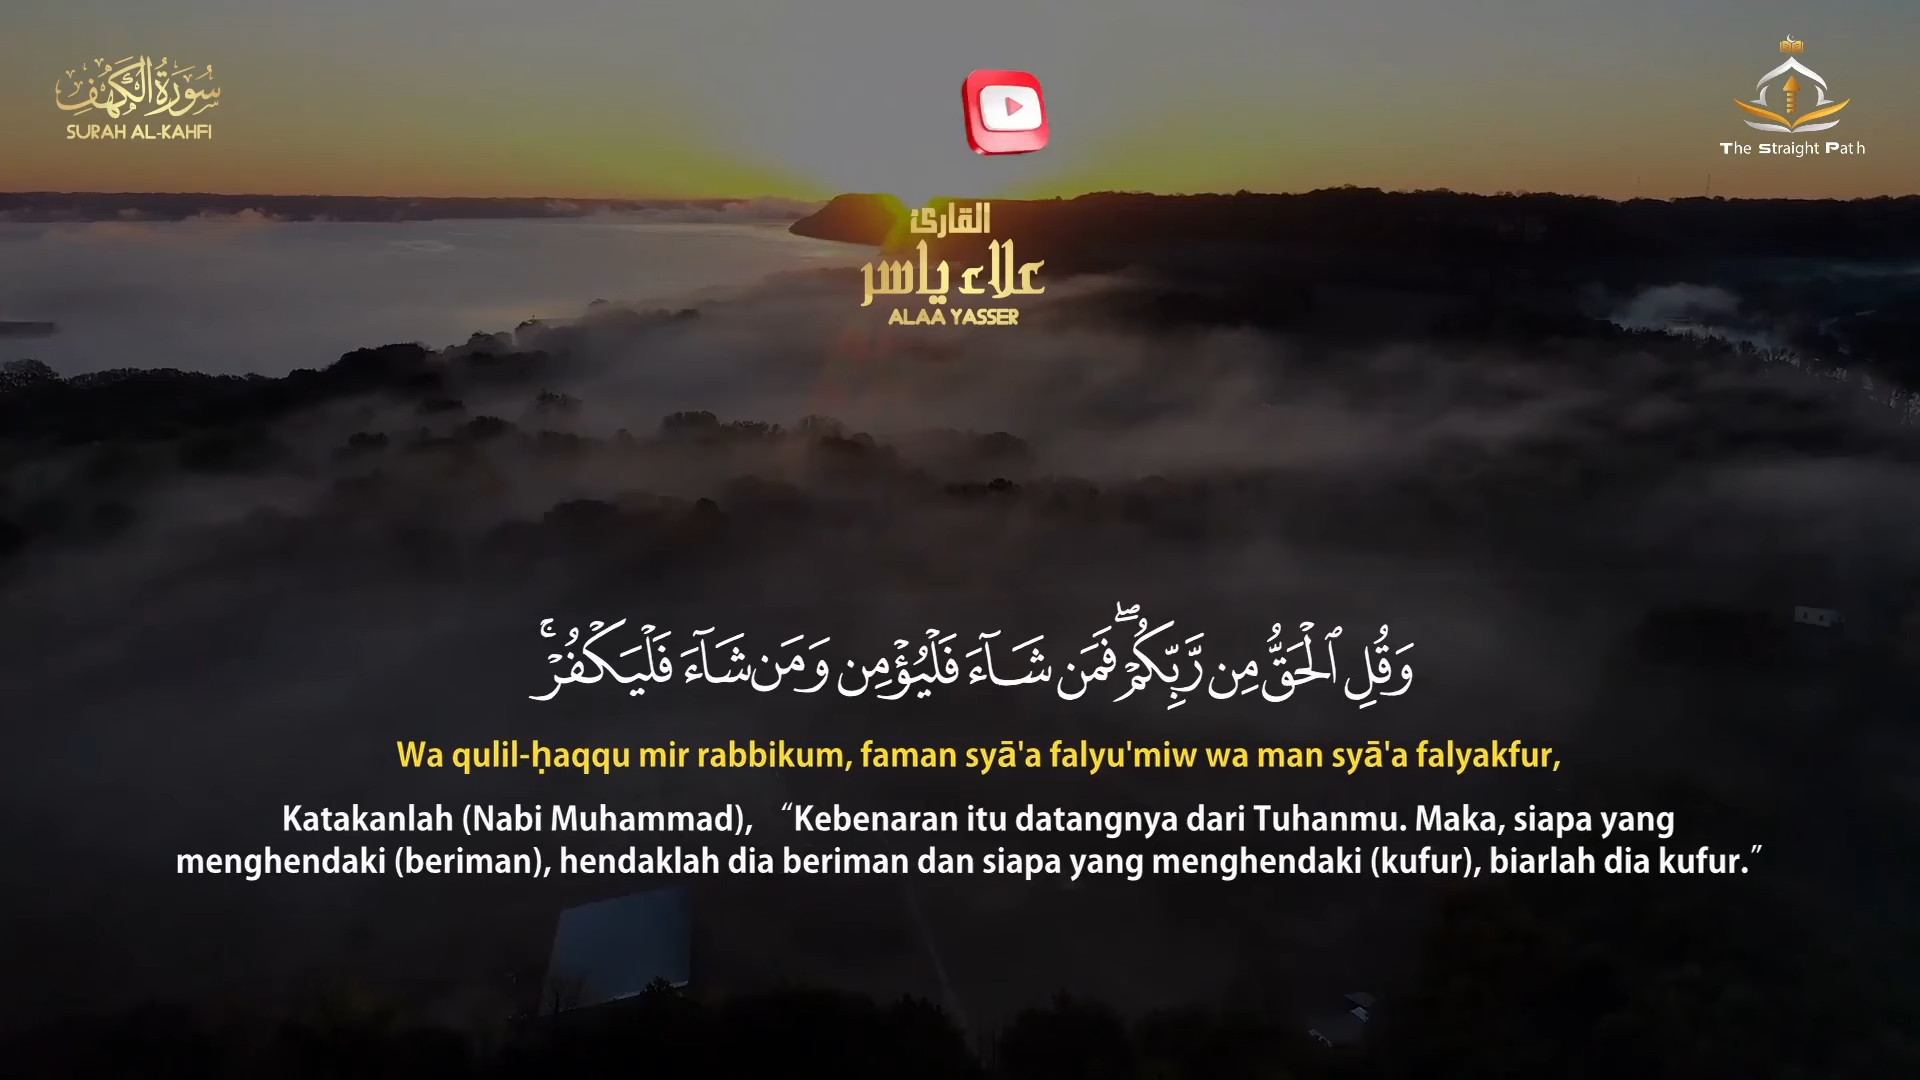 سُورَةُ الْكَهْفِ
SURAH AL-KAHFI
The Straight Path
القارئ
علاء ياسر
ALAA YASSER
وَقُلِ ٱلْحَقُّ مِن رَّبِّكُمْ ۖ فَمَن شَآءَ فَلْيُؤْمِن وَمَن شَآءَ فَلْيَكْفُرْ ۚ
Wa qulil-ḥaqqu mir rabbikum, faman syā'a falyu'miw wa man syā'a falyakfur,
Katakanlah (Nabi Muhammad), “Kebenaran itu datangnya dari Tuhanmu. Maka, siapa yang
menghendaki (beriman), hendaklah dia beriman dan siapa yang menghendaki (kufur), biarlah dia kufur.”